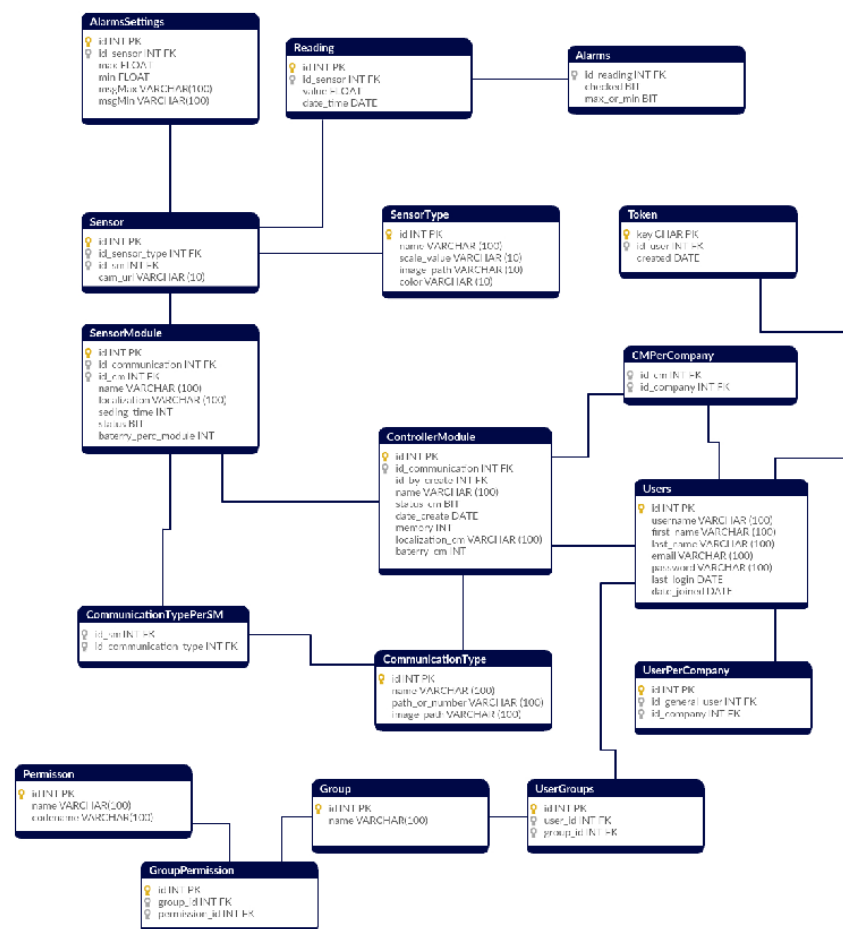 AlarmsSettings
id INT PK
id_sensor INT FK
max FLOAT
min FLOAT
msgMax VARCHAR(100)
msgMin VARCHAR(100)
Reading
id INT PK
id_sensor INT FK
value FLOAT
date_time DATE
Alarms
id_reading INT FK
checked BIT
max_or_min BIT
Sensor
id INT PK
id_sensor_type INT FK
id_sm INT FK
cam_url VARCHAR (10)
SensorType
id INT PK
name VARCHAR (100)
scale_value VARCHAR (10)
image_path VARCHAR (10)
color VARCHAR (10)
Token
key CHAR PK
id_user INT FK
created DATE
SensorModule
id INT PK
id_communication INT FK
id_cm INT FK
name VARCHAR (100)
localization VARCHAR (100)
seding_time INT
status BIT
baterry_perc_module INT
CMPerCompany
id_cm INT FK
id_company INT FK
ControllerModule
id INT PK
id_communication INT FK
id_by_create INT FK
name VARCHAR (100)
status_cm BIT
date_create DATE
memory INT
localization_cm VARCHAR (100)
baterry_cm INT
Users
id INT PK
username VARCHAR (100)
first_name VARCHAR (100)
last_name VARCHAR (100)
email VARCHAR (100)
password VARCHAR (100)
last_login DATE
date_joined DATE
CommunicationTypePerSM
id_sm INT FK
id_communication_type INT FK
CommunicationType
id INT PK
name VARCHAR (100)
path_or_number VARCHAR (100)
image_path VARCHAR (100)
UserPerCompany
id INT PK
id_general_user INT FK
id_company INT FK
Permisson
id INT PK
name VARCHAR(100)
codename VARCHAR(100)
Group
id INT PK
name VARCHAR(100)
UserGroups
id INT PK
user_id INT FK
group_id INT FK
GroupPermission
id INT PK
group_id INT FK
permission_id INT FK